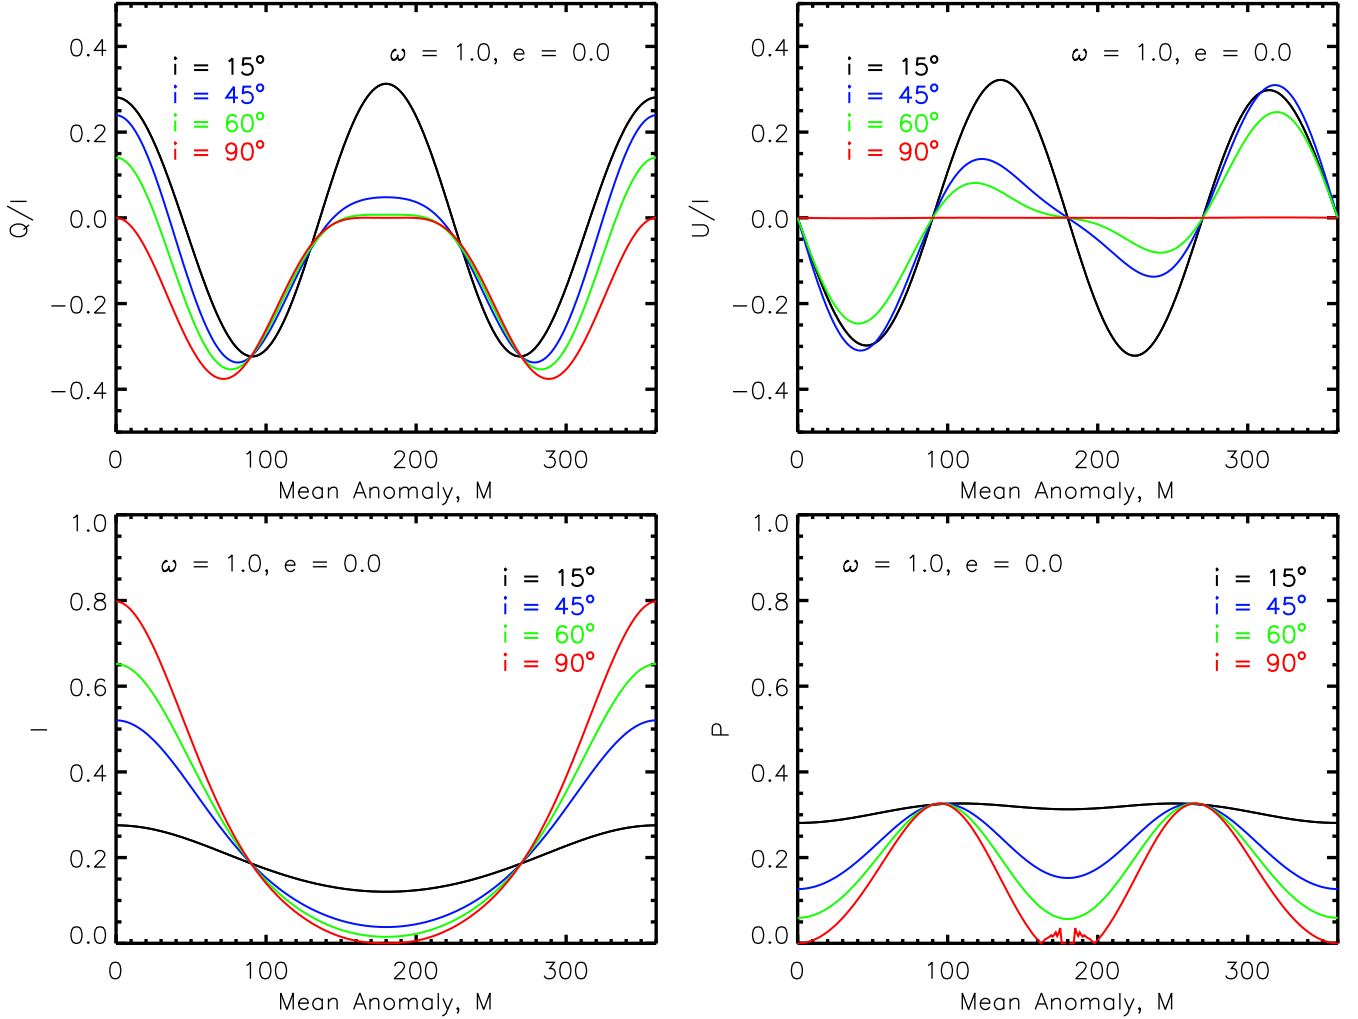 0.4
0.2
0.0
−0.2
−0.4
Q/I
i = 15°
i = 45°
i = 60°
i = 90°
ω = 1.0, e = 0.0
0 100 200 300
Mean Anomaly, M
0.4
0.2
0.0
−0.2
−0.4
U/I
i = 15°
i = 45°
i = 60°
i = 90°
ω = 1.0, e = 0.0
0 100 200 300
Mean Anomaly, M
1.0
0.8
0.6
0.4
0.2
0.0
I
ω = 1.0, e = 0.0
i = 15°
i = 45°
i = 60°
i = 90°
0 100 200 300
Mean Anomaly, M
1.0
0.8
0.6
0.4
0.2
0.0
P
ω = 1.0, e = 0.0
i = 15°
i = 45°
i = 60°
i = 90°
0 100 200 300
Mean Anomaly, M